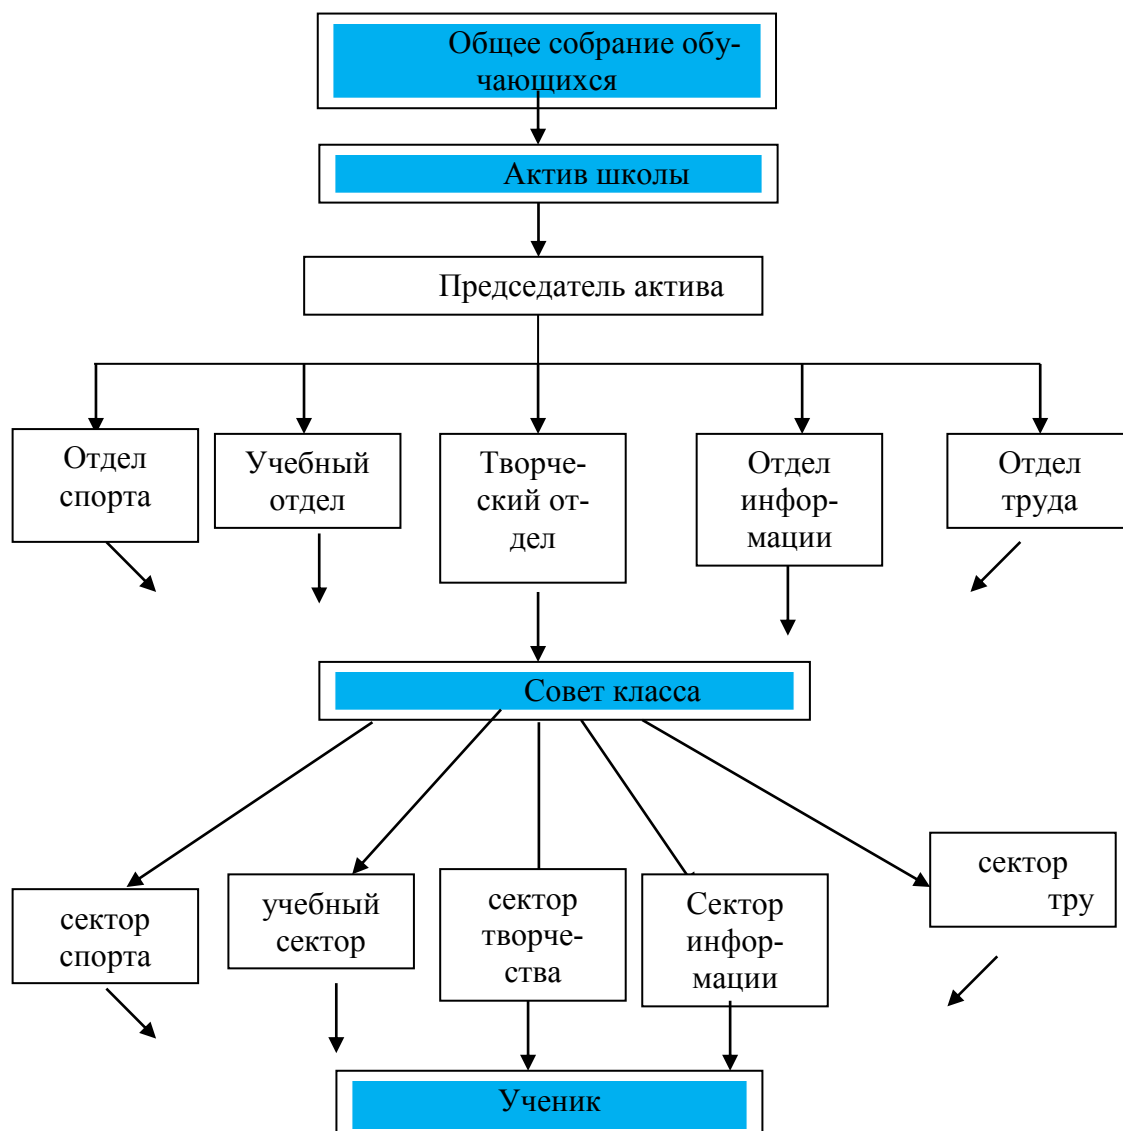 Общее собрание обу-
чающихся
Актив школы
Председатель актива
Отдел
спорта
Учебный
отдел
Творче-
ский от-
дел
Отдел
инфор-
мации
Отдел
труда
Совет класса
сектор
спорта
учебный
сектор
сектор
творче-
ства
Сектор
инфор-
мации
сектор
тру
Ученик